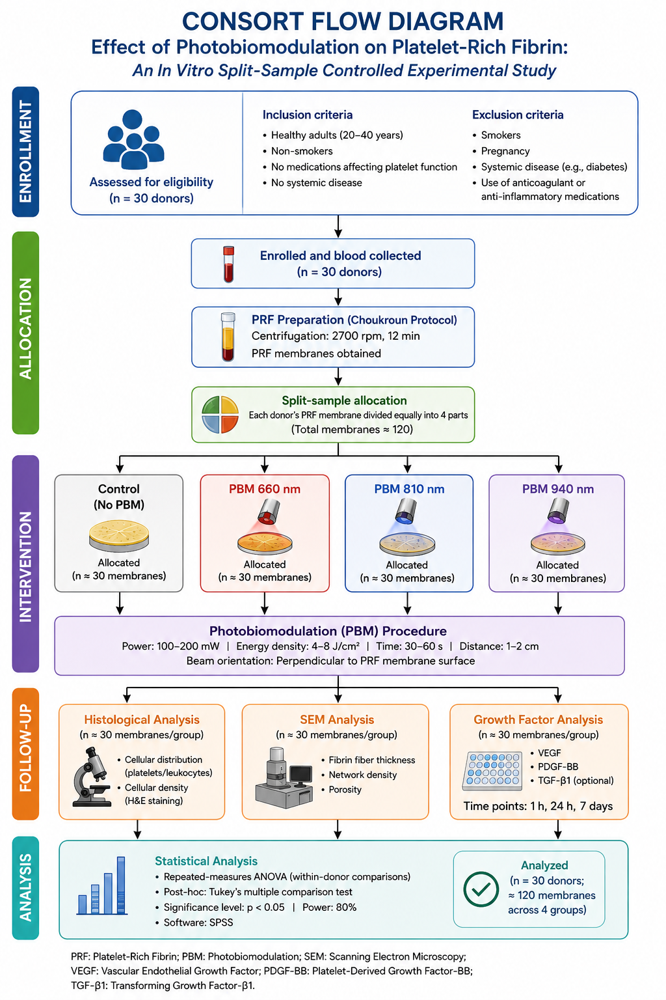 CONSORT FLOW DIAGRAM
Effect of Photobiomodulation on Platelet-Rich Fibrin:
An In Vitro Split-Sample Controlled Experimental Study
ENROLLMENT
Assessed for eligibility
(n = 30 donors)
Inclusion criteria
• Healthy adults (20–40 years)
• Non-smokers
• No medications affecting platelet function
• No systemic disease
Exclusion criteria
• Smokers
• Pregnancy
• Systemic disease (e.g., diabetes)
• Use of anticoagulant or
anti-inflammatory medications
ALLOCATION
Enrolled and blood collected
(n = 30 donors)
PRF Preparation (Choukroun Protocol)
Centrifugation: 2700 rpm, 12 min
PRF membranes obtained
Split-sample allocation
Each donor's PRF membrane divided equally into 4 parts
(Total membranes ≈ 120)
INTERVENTION
Control
(No PBM)
Allocated
(n ≈ 30 membranes)
PBM 660 nm
Allocated
(n ≈ 30 membranes)
PBM 810 nm
Allocated
(n ≈ 30 membranes)
PBM 940 nm
Allocated
(n ≈ 30 membranes)
Photobiomodulation (PBM) Procedure
Power: 100–200 mW | Energy density: 4–8 J/cm² | Time: 30–60 s | Distance: 1–2 cm
Beam orientation: Perpendicular to PRF membrane surface
FOLLOW-UP
Histological Analysis
(n ≈ 30 membranes/group)
• Cellular distribution
(platelets/leukocytes)
• Cellular density
(H&E staining)
SEM Analysis
(n ≈ 30 membranes/group)
• Fibrin fiber thickness
• Network density
• Porosity
Growth Factor Analysis
(n ≈ 30 membranes/group)
• VEGF
• PDGF-BB
• TGF-β1 (optional)
Time points: 1 h, 24 h, 7 days
ANALYSIS
Statistical Analysis
• Repeated-measures ANOVA (within-donor comparisons)
• Post-hoc: Tukey's multiple comparison test
• Significance level: p < 0.05 | Power: 80%
• Software: SPSS
Analyzed
(n = 30 donors;
≈ 120 membranes
across 4 groups)
PRF: Platelet-Rich Fibrin; PBM: Photobiomodulation; SEM: Scanning Electron Microscopy;
VEGF: Vascular Endothelial Growth Factor; PDGF-BB: Platelet-Derived Growth Factor-BB;
TGF-β1: Transforming Growth Factor-β1.